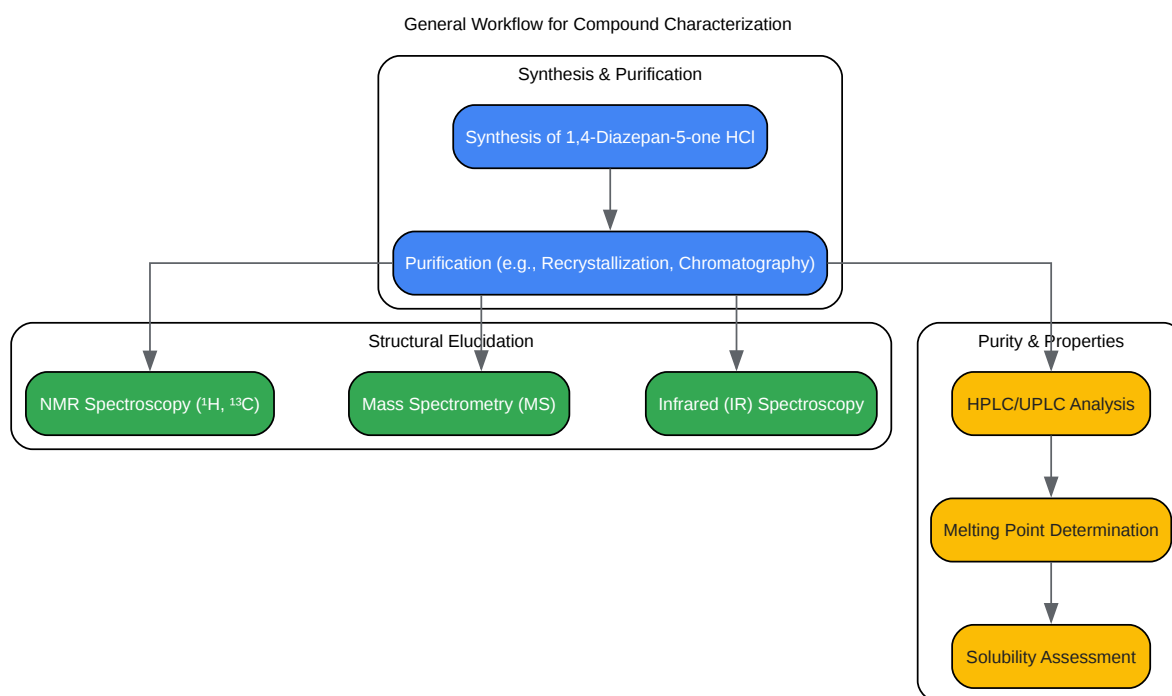 General Workflow for Compound Characterization
Synthesis & Purification
Synthesis of 1,4-Diazepan-5-one HCl
Purification (e.g., Recrystallization, Chromatography)
Structural Elucidation
NMR Spectroscopy (¹H, ¹³C)
Mass Spectrometry (MS)
Infrared (IR) Spectroscopy
Purity & Properties
HPLC/UPLC Analysis
Melting Point Determination
Solubility Assessment